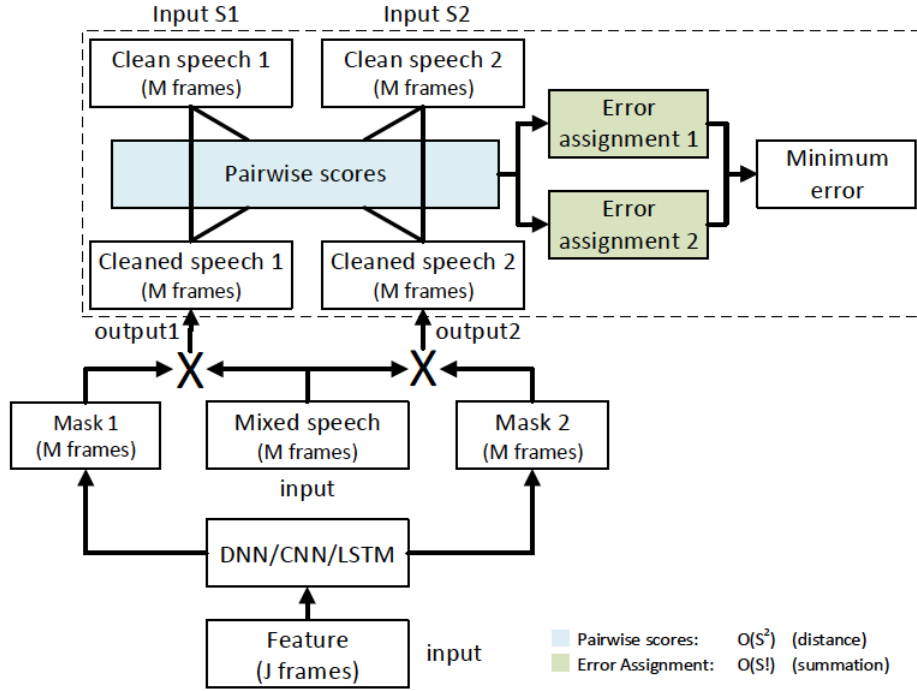 Input S1
Input S2
Clean speech 1
(M frames)
Clean speech 2
(M frames)
Error
assignment 1
Pairwise scores
Minimum
error
Error
assignment 2
Cleaned speech 1
(M frames)
Cleaned speech 2
(M frames)
output1
output2
X
X
Mask 1
(M frames)
Mixed speech
(M frames)
Mask 2
(M frames)
input
DNN/CNN/LSTM
Feature
(J frames)
input
Pairwise scores: O(S²) (distance)
Error Assignment: O(S!) (summation)